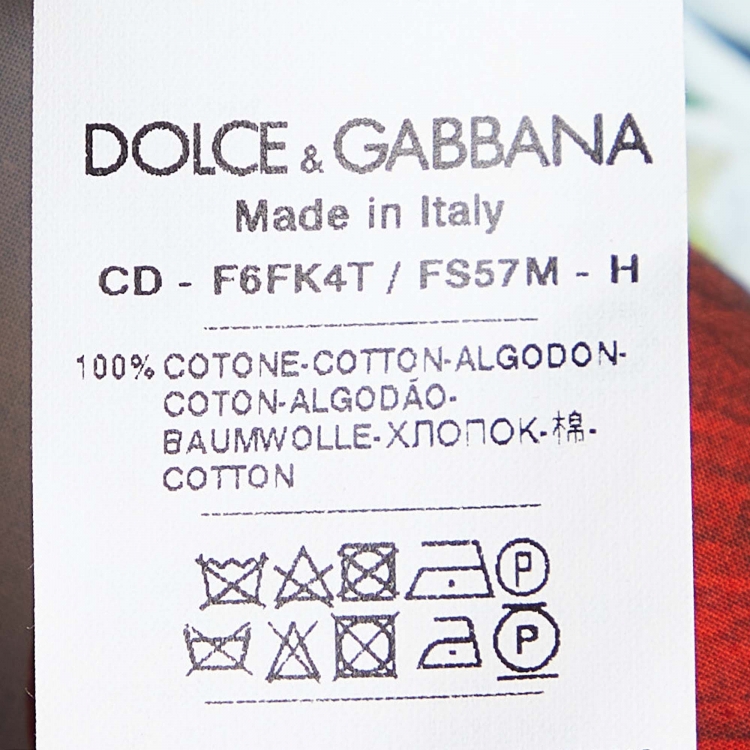 DOLCE & GABBANA
Made in Italy
CD - F6FK4T / FS57M - H
100% COTONE-COTTON-ALGODON-
COTON-ALGODÃO-
BAUMWOLLE-ХЛОПОК-棉-
COTTON
P
P